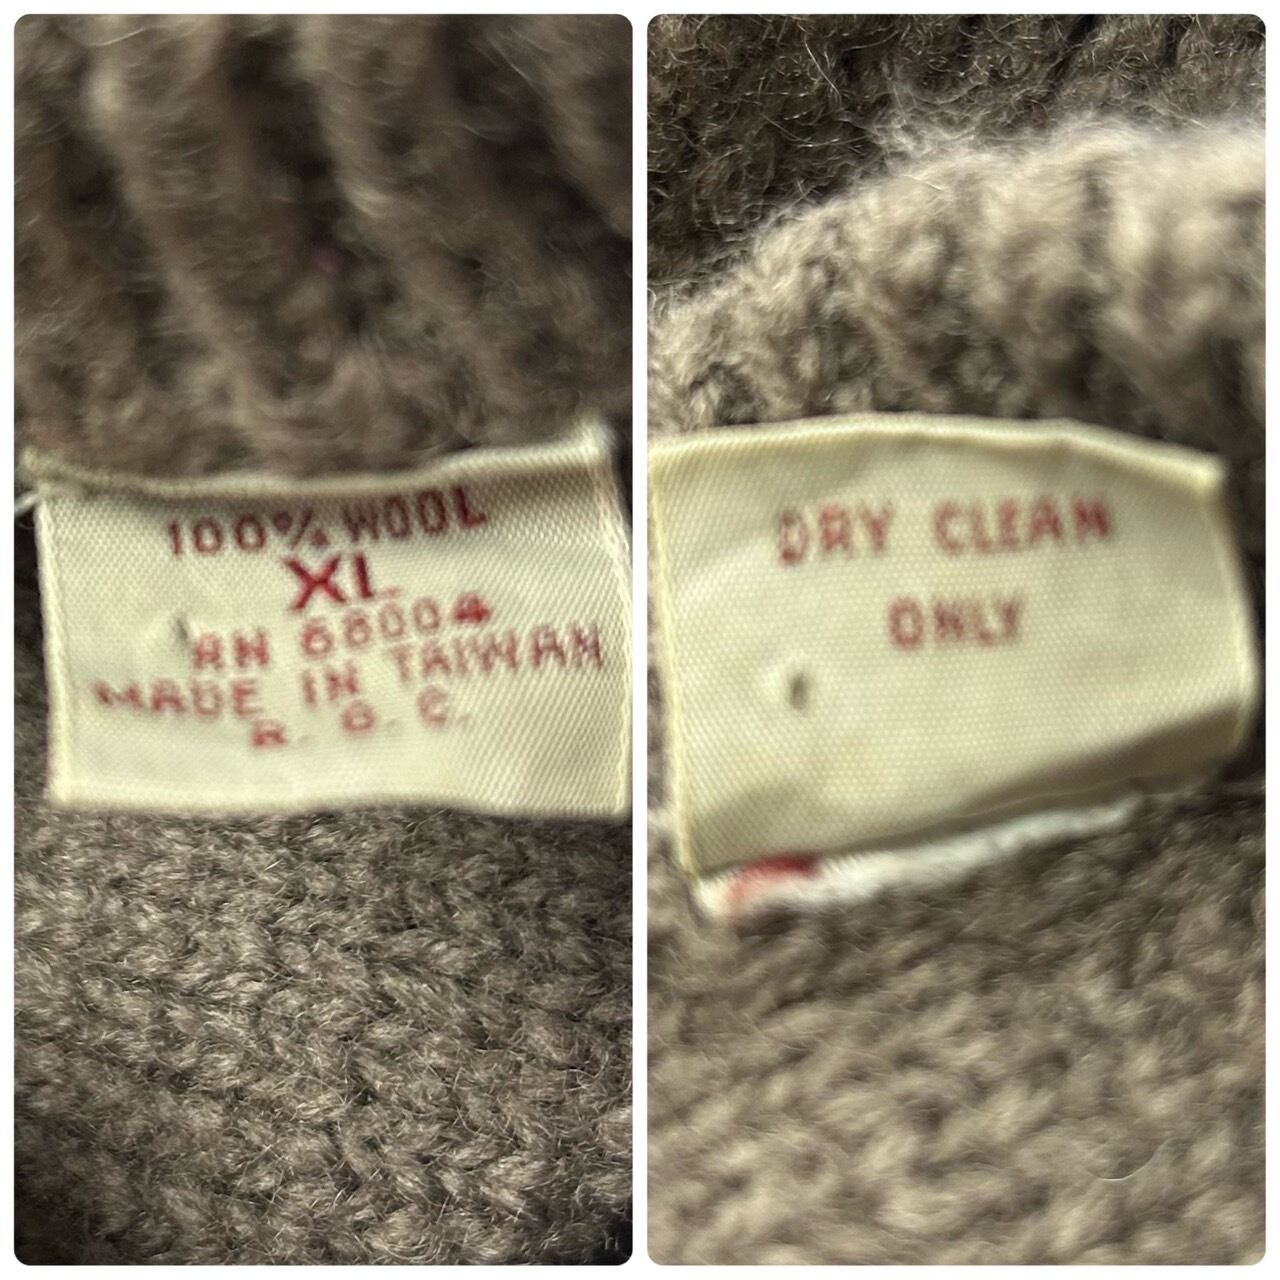 100% WOOL
XL
RN 68004
MADE IN TAIWAN
R. O. C.
DRY CLEAN
ONLY